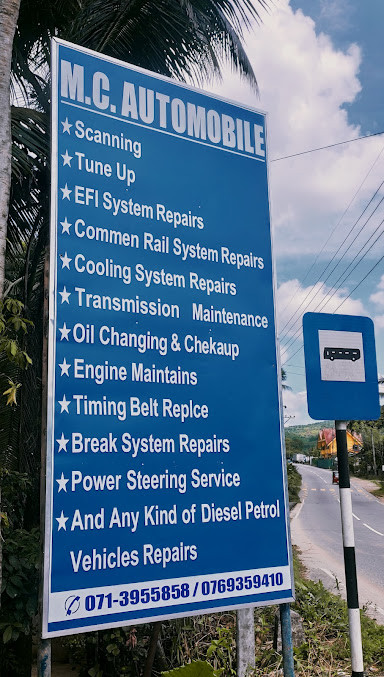 M.C. AUTOMOBILE
★Scanning
★Tune Up
★EFI System Repairs
★Commen Rail System Repairs
★Cooling System Repairs
★Transmission Maintenance
★Oil Changing & Chekaup
★Engine Maintains
★Timing Belt Replce
★Break System Repairs
★Power Steering Service
★And Any Kind of Diesel Petrol
Vehicles Repairs
✆ 071-3955858 / 0769359410